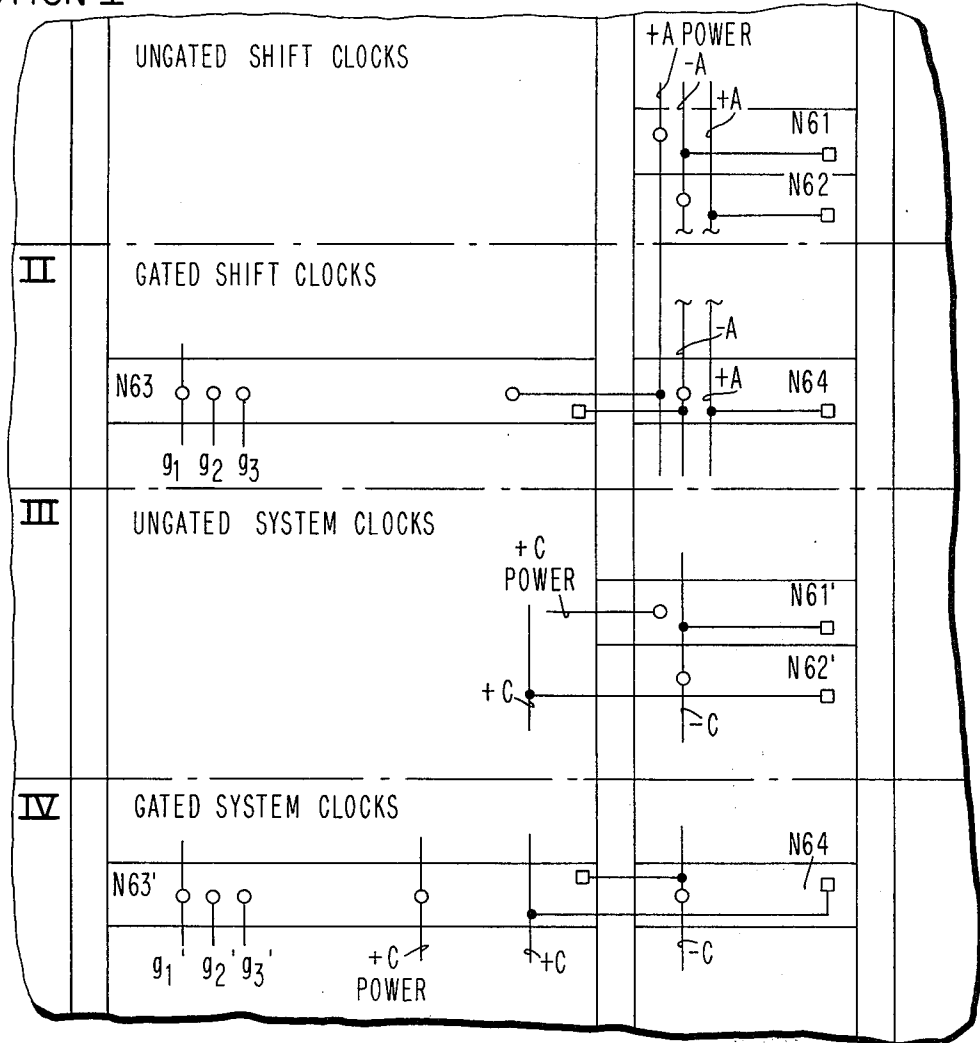 UNGATED SHIFT CLOCKS
+A POWER
-A
+A
N61
N62
II
GATED SHIFT CLOCKS
-A
N63
+A
N64
g1 g2 g3
III
UNGATED SYSTEM CLOCKS
+C
POWER
N61'
N62'
+C
-C
IV
GATED SYSTEM CLOCKS
N64
N63'
g1' g2' g3'
+C
POWER
+C
-C